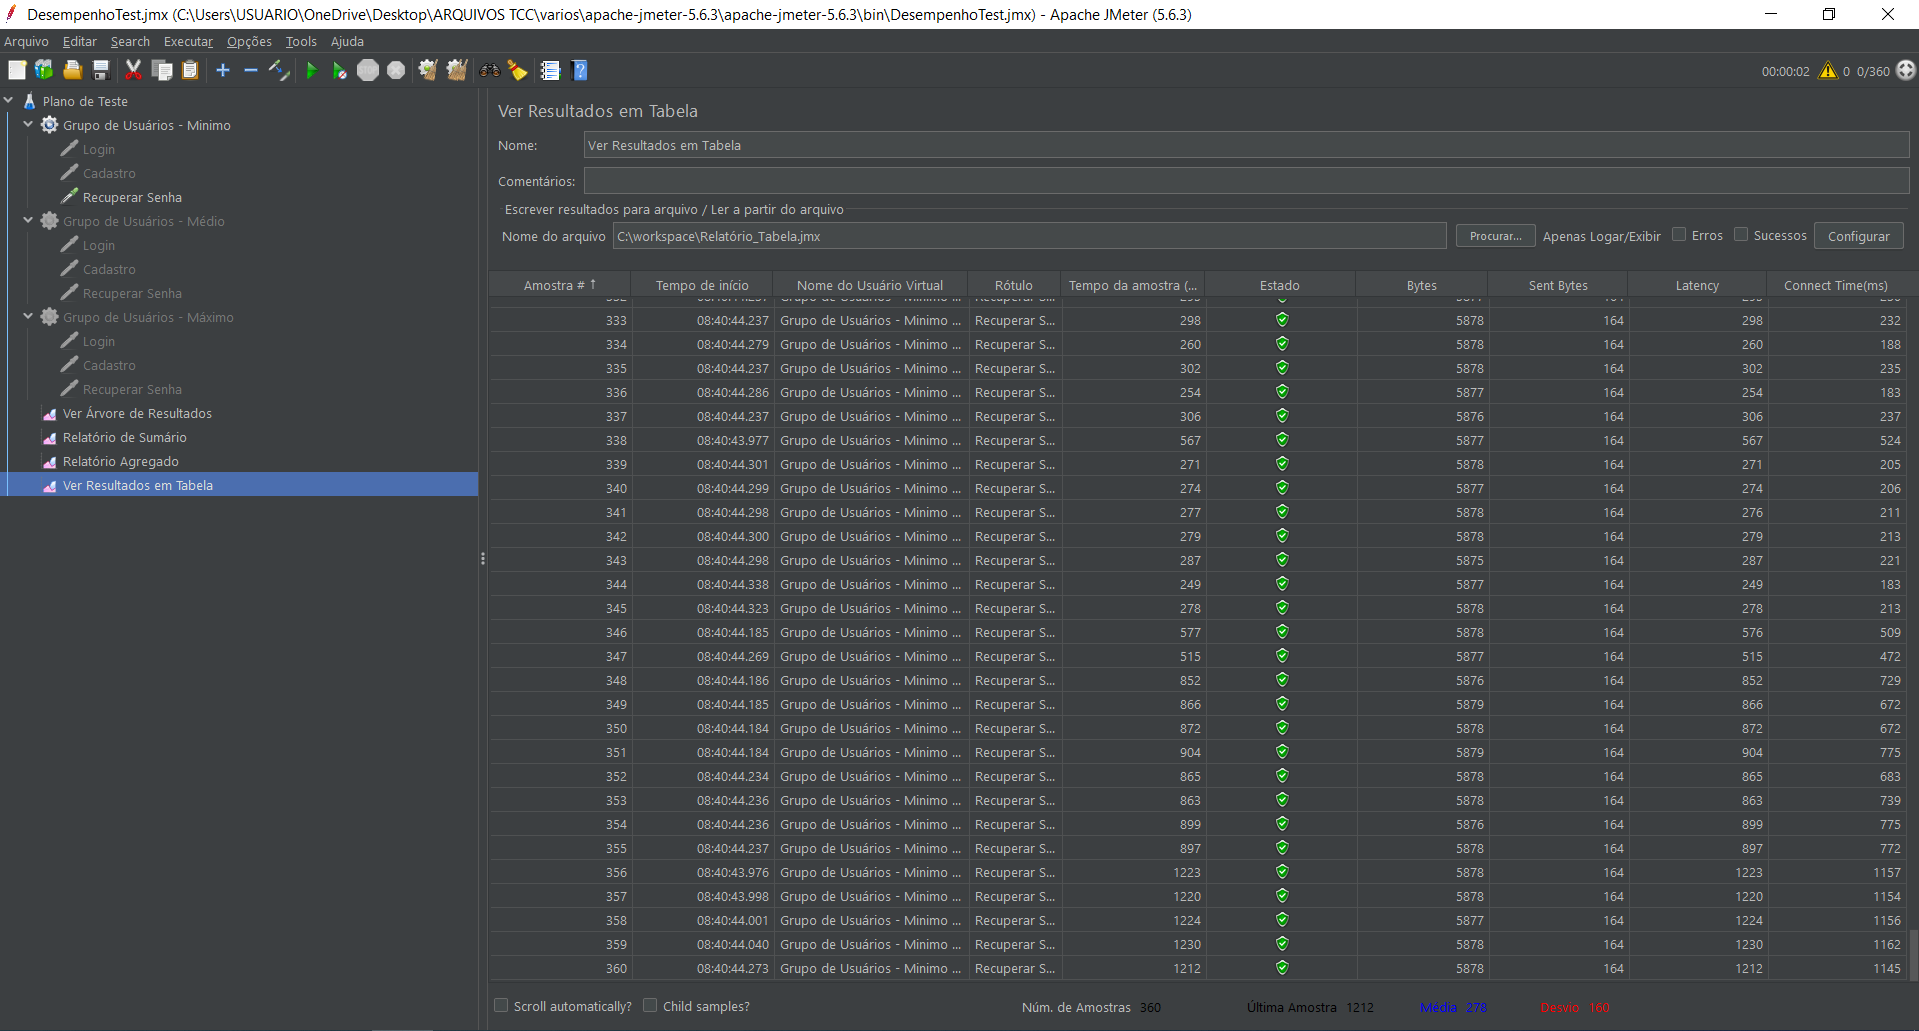 DesempenhoTest.jmx (C:\Users\USUARIO\OneDrive\Desktop\ARQUIVOS TCC\varios\apache-jmeter-5.6.3\apache-jmeter-5.6.3\bin\DesempenhoTest.jmx) - Apache JMeter (5.6.3)
Arquivo Editar Search Executar Opções Tools Ajuda
00:00:02 0 0/360
Plano de Teste
Grupo de Usuários - Minimo
Login
Cadastro
Recuperar Senha
Grupo de Usuários - Médio
Login
Cadastro
Recuperar Senha
Grupo de Usuários - Máximo
Login
Cadastro
Recuperar Senha
Ver Árvore de Resultados
Relatório de Sumário
Relatório Agregado
Ver Resultados em Tabela
Ver Resultados em Tabela
Nome: Ver Resultados em Tabela
Comentários:
Escrever resultados para arquivo / Ler a partir do arquivo
Nome do arquivo C:\workspace\Relatório_Tabela.jmx Procurar... Apenas Logar/Exibir Erros Sucessos Configurar
Amostra # ↑ Tempo de início Nome do Usuário Virtual Rótulo Tempo da amostra (... Estado Bytes Sent Bytes Latency Connect Time(ms)
333 08:40:44.237 Grupo de Usuários - Minimo ... Recuperar S... 298 5878 164 298 232
334 08:40:44.279 Grupo de Usuários - Minimo ... Recuperar S... 260 5878 164 260 188
335 08:40:44.237 Grupo de Usuários - Minimo ... Recuperar S... 302 5878 164 302 235
336 08:40:44.286 Grupo de Usuários - Minimo ... Recuperar S... 254 5877 164 254 183
337 08:40:44.237 Grupo de Usuários - Minimo ... Recuperar S... 306 5876 164 306 237
338 08:40:43.977 Grupo de Usuários - Minimo ... Recuperar S... 567 5877 164 567 524
339 08:40:44.301 Grupo de Usuários - Minimo ... Recuperar S... 271 5878 164 271 205
340 08:40:44.299 Grupo de Usuários - Minimo ... Recuperar S... 274 5877 164 274 206
341 08:40:44.298 Grupo de Usuários - Minimo ... Recuperar S... 277 5878 164 276 211
342 08:40:44.300 Grupo de Usuários - Minimo ... Recuperar S... 279 5877 164 279 213
343 08:40:44.298 Grupo de Usuários - Minimo ... Recuperar S... 287 5875 164 287 221
344 08:40:44.338 Grupo de Usuários - Minimo ... Recuperar S... 249 5877 164 249 183
345 08:40:44.323 Grupo de Usuários - Minimo ... Recuperar S... 278 5878 164 278 213
346 08:40:44.185 Grupo de Usuários - Minimo ... Recuperar S... 577 5878 164 576 509
347 08:40:44.269 Grupo de Usuários - Minimo ... Recuperar S... 515 5877 164 515 472
348 08:40:44.186 Grupo de Usuários - Minimo ... Recuperar S... 852 5876 164 852 729
349 08:40:44.185 Grupo de Usuários - Minimo ... Recuperar S... 866 5879 164 866 672
350 08:40:44.184 Grupo de Usuários - Minimo ... Recuperar S... 872 5878 164 872 672
351 08:40:44.184 Grupo de Usuários - Minimo ... Recuperar S... 904 5879 164 904 775
352 08:40:44.234 Grupo de Usuários - Minimo ... Recuperar S... 865 5878 164 865 683
353 08:40:44.236 Grupo de Usuários - Minimo ... Recuperar S... 863 5878 164 863 739
354 08:40:44.236 Grupo de Usuários - Minimo ... Recuperar S... 899 5876 164 899 775
355 08:40:44.237 Grupo de Usuários - Minimo ... Recuperar S... 897 5878 164 897 772
356 08:40:43.976 Grupo de Usuários - Minimo ... Recuperar S... 1223 5878 164 1223 1157
357 08:40:43.998 Grupo de Usuários - Minimo ... Recuperar S... 1220 5878 164 1220 1154
358 08:40:44.001 Grupo de Usuários - Minimo ... Recuperar S... 1224 5877 164 1224 1156
359 08:40:44.040 Grupo de Usuários - Minimo ... Recuperar S... 1230 5878 164 1230 1162
360 08:40:44.273 Grupo de Usuários - Minimo ... Recuperar S... 1212 5878 164 1212 1145
Scroll automatically? Child samples? Núm. de Amostras 360 Última Amostra 1212 Média 278 Desvio 160